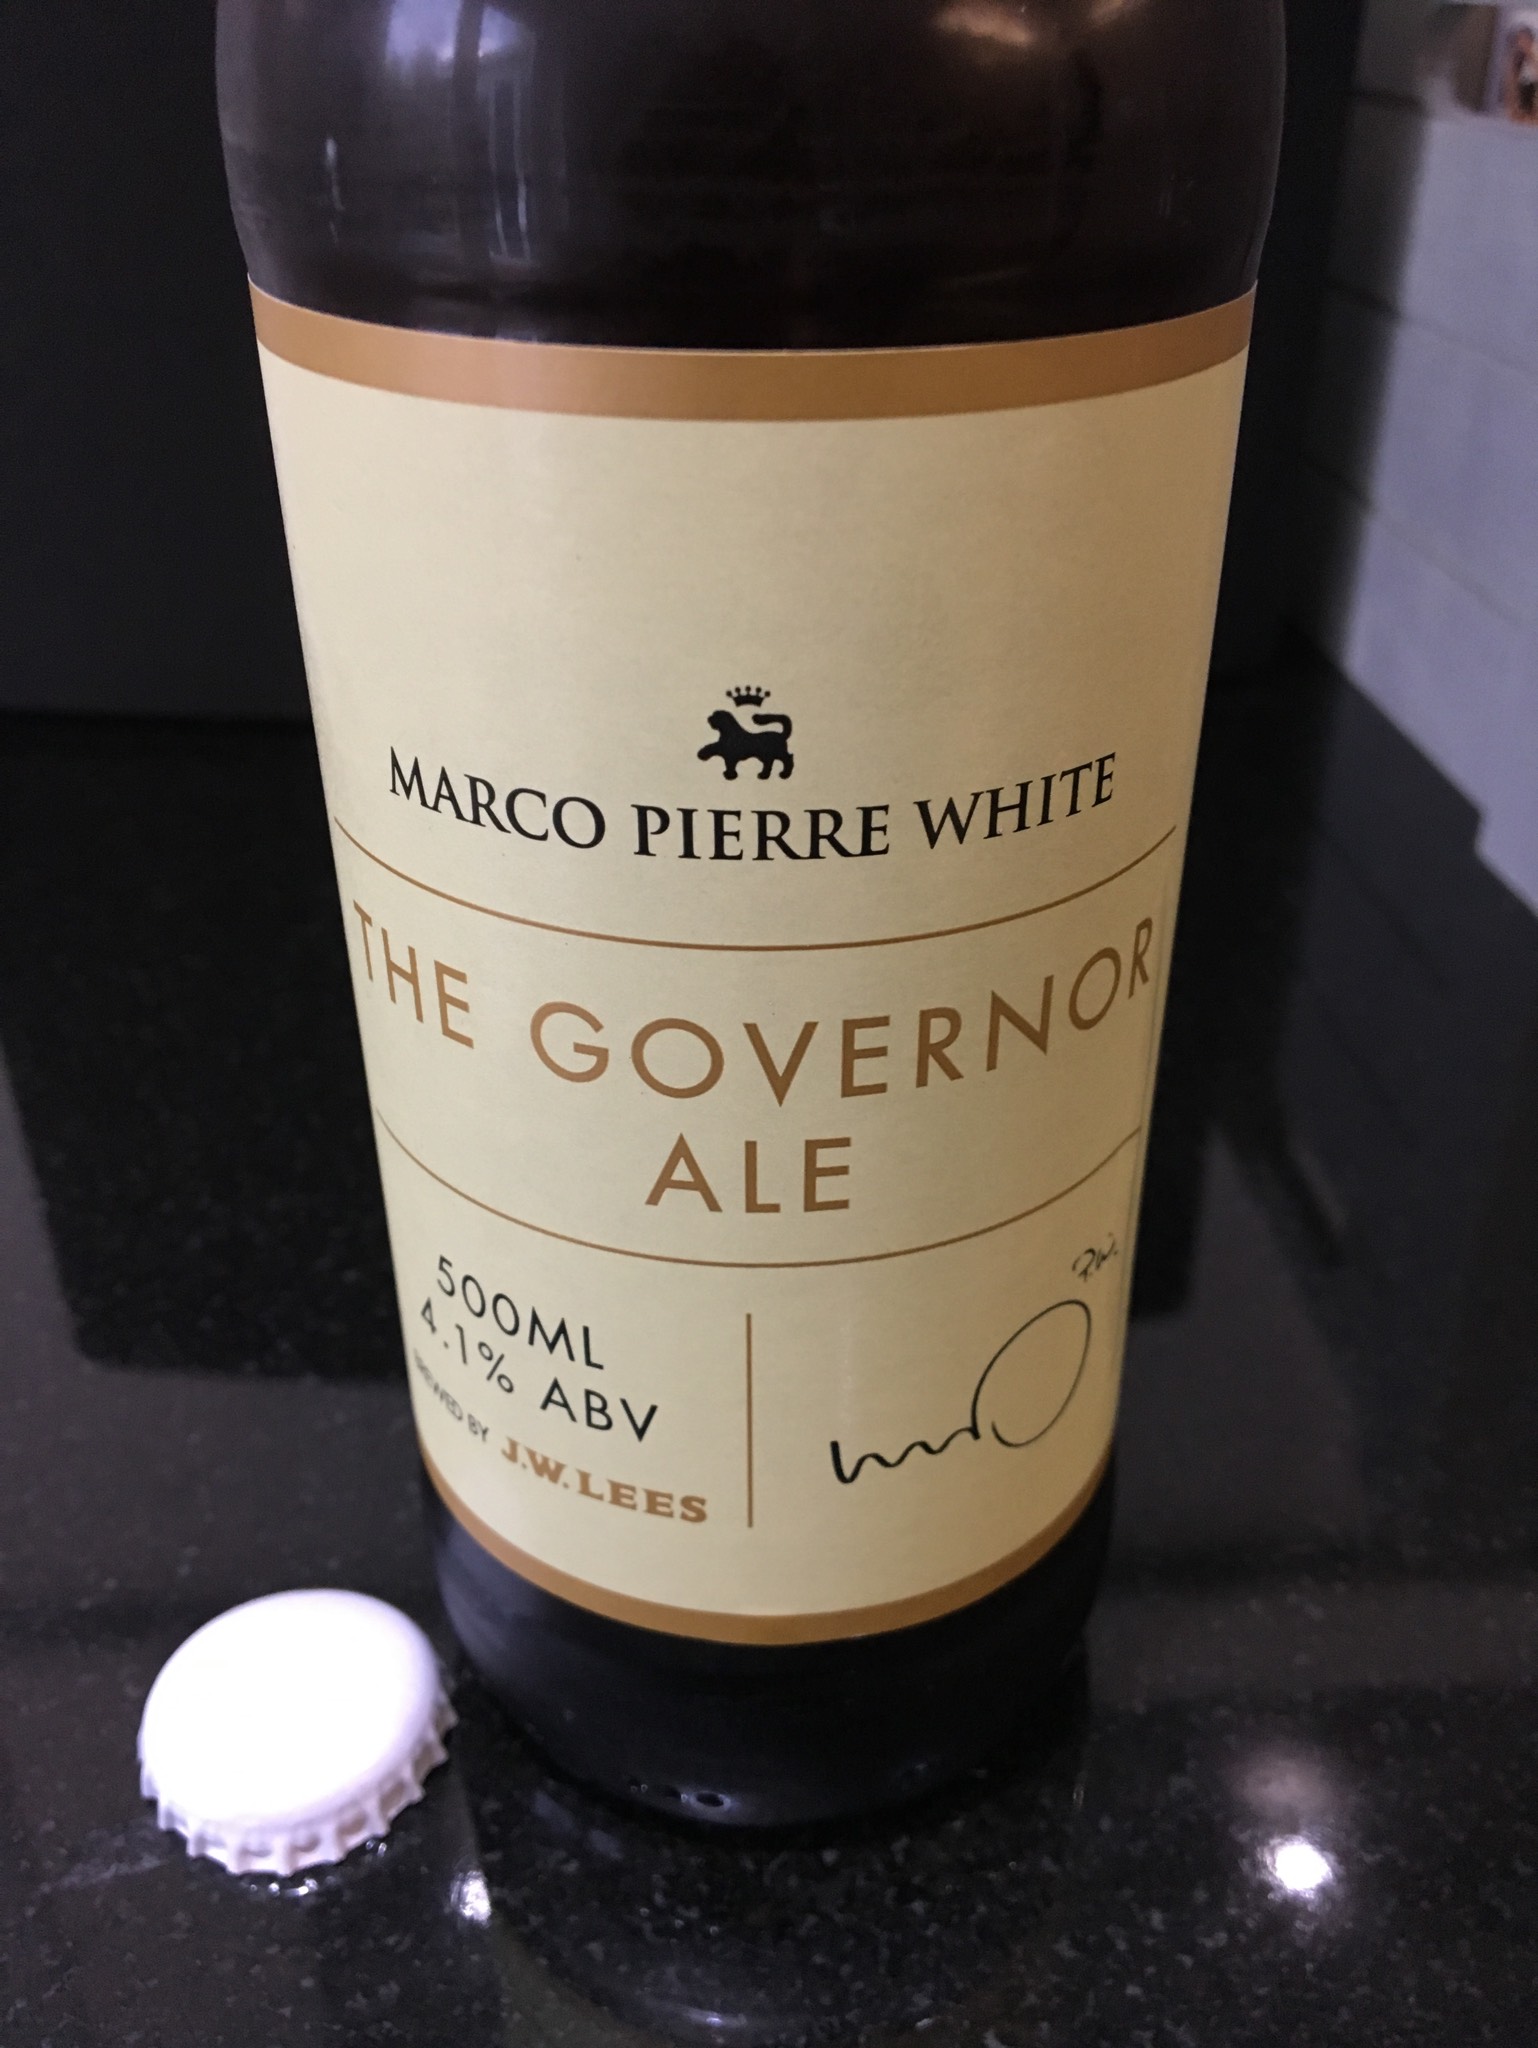 MARCO PIERRE WHITE
THE GOVERNOR
ALE
500ML
4.1% ABV
BREWED BY J.W.LEES
P.W.